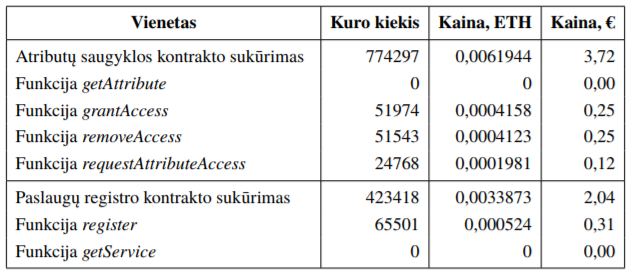 Vienetas Kuro kiekis Kaina, ETH Kaina, €
Atributų saugyklos kontrakto sukūrimas 774297 0,0061944 3,72
Funkcija getAttribute 0 0 0,00
Funkcija grantAccess 51974 0,0004158 0,25
Funkcija removeAccess 51543 0,0004123 0,25
Funkcija requestAttributeAccess 24768 0,0001981 0,12
Paslaugų registro kontrakto sukūrimas 423418 0,0033873 2,04
Funkcija register 65501 0,000524 0,31
Funkcija getService 0 0 0,00